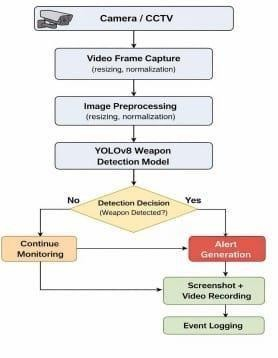 Camera / CCTV
Video Frame Capture
(resizing, normalization)
Image Preprocessing
(resizing, normalization)
YOLOv8 Weapon
Detection Model
No
Detection Decision
(Weapon Detected?)
Yes
Continue
Monitoring
Alert
Generation
Screenshot +
Video Recording
Event Logging